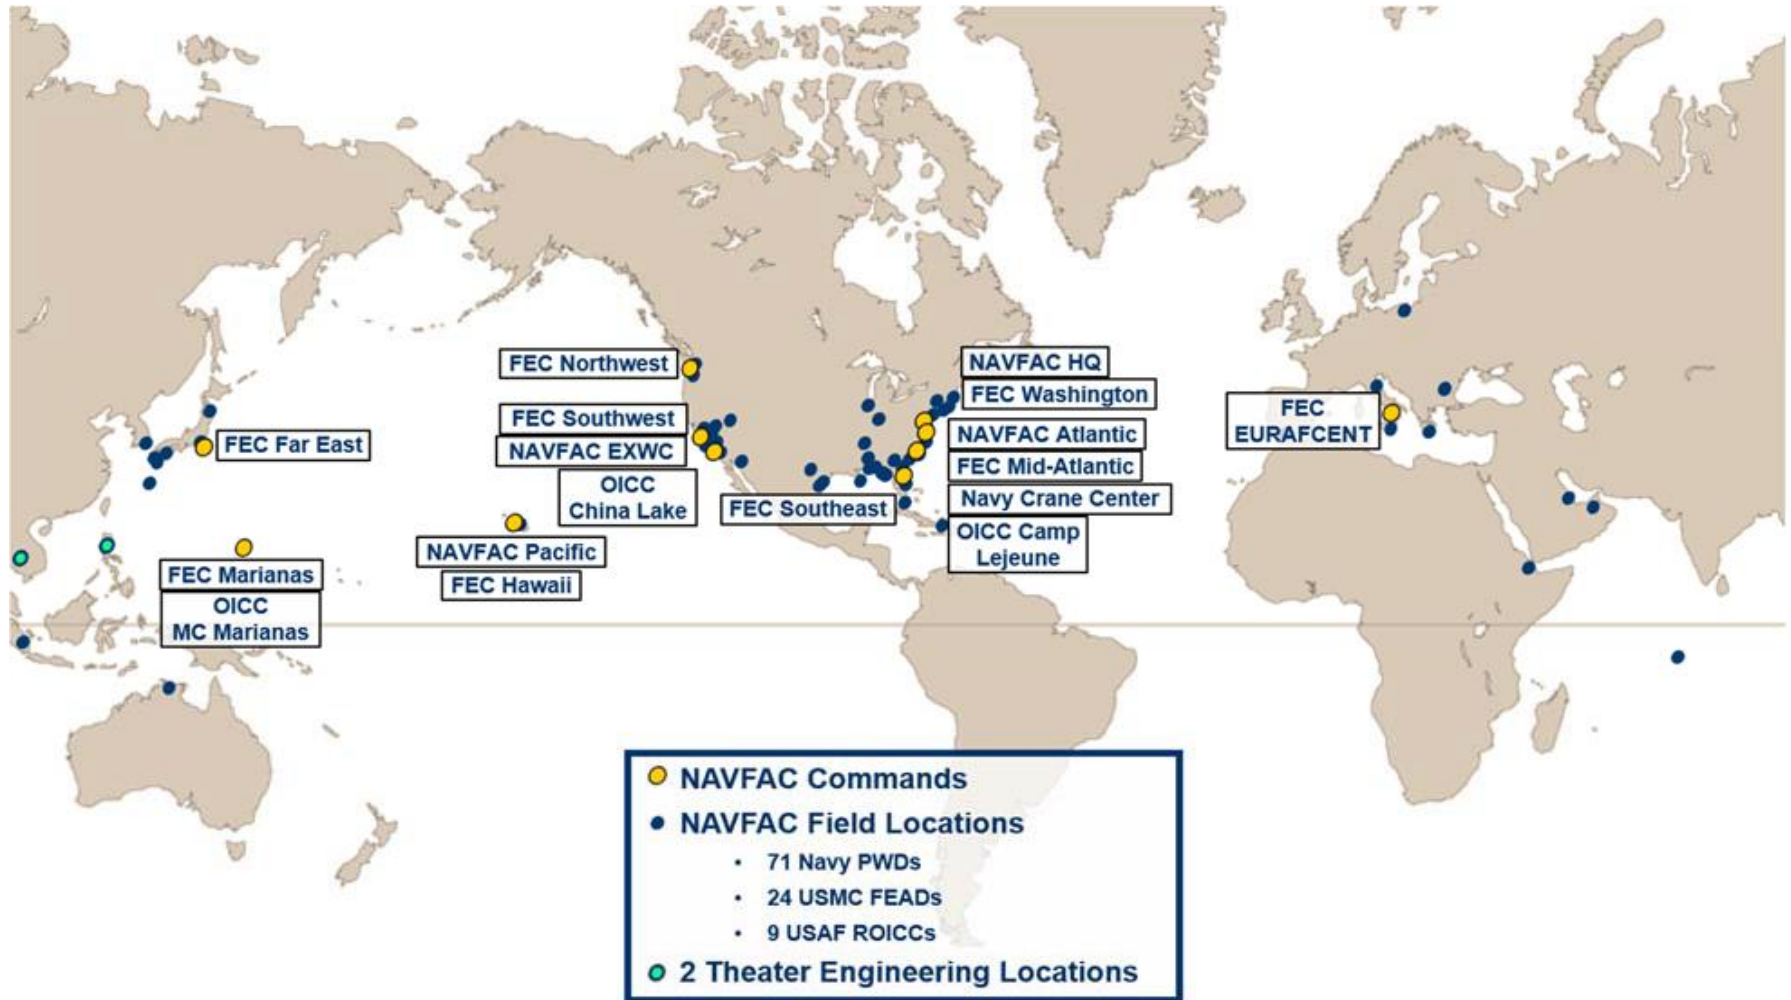 FEC Northwest
FEC Southwest
NAVFAC EXWC
OICC
China Lake
FEC Southeast
NAVFAC HQ
FEC Washington
NAVFAC Atlantic
FEC Mid-Atlantic
Navy Crane Center
OICC Camp
Lejeune
FEC
EURAFCENT
FEC Far East
FEC Marianas
OICC
MC Marianas
NAVFAC Pacific
FEC Hawaii
NAVFAC Commands
NAVFAC Field Locations
• 71 Navy PWDs
• 24 USMC FEADs
• 9 USAF ROICCs
2 Theater Engineering Locations